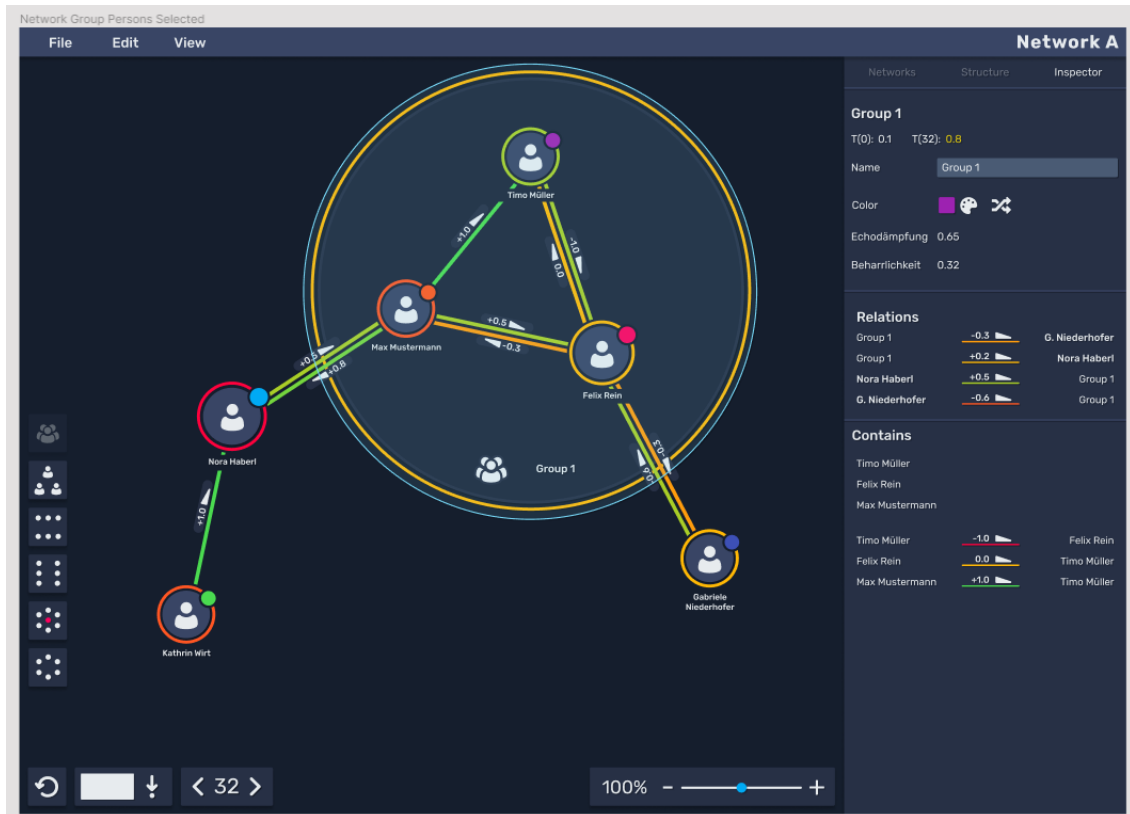 Network Group Persons Selected
File Edit View
Network A
Networks Structure Inspector
Group 1
T(0): 0.1 T(32): 0.8
Name Group 1
Color
Echodämpfung 0.65
Beharrlichkeit 0.32
Relations
Group 1 -0.3 G. Niederhofer
Group 1 +0.2 Nora Haberl
Nora Haberl +0.5 Group 1
G. Niederhofer -0.6 Group 1
Contains
Timo Müller
Felix Rein
Max Mustermann
Timo Müller -1.0 Felix Rein
Felix Rein 0.0 Timo Müller
Max Mustermann +1.0 Timo Müller
Timo Müller
+1.0
-1.0
0.0
Max Mustermann
+0.5
-0.3
Felix Rein
+0.5
+0.8
Nora Haberl
Group 1
-0.3
+1.0
Gabriele
Niederhofer
Kathrin Wirt
32
100%